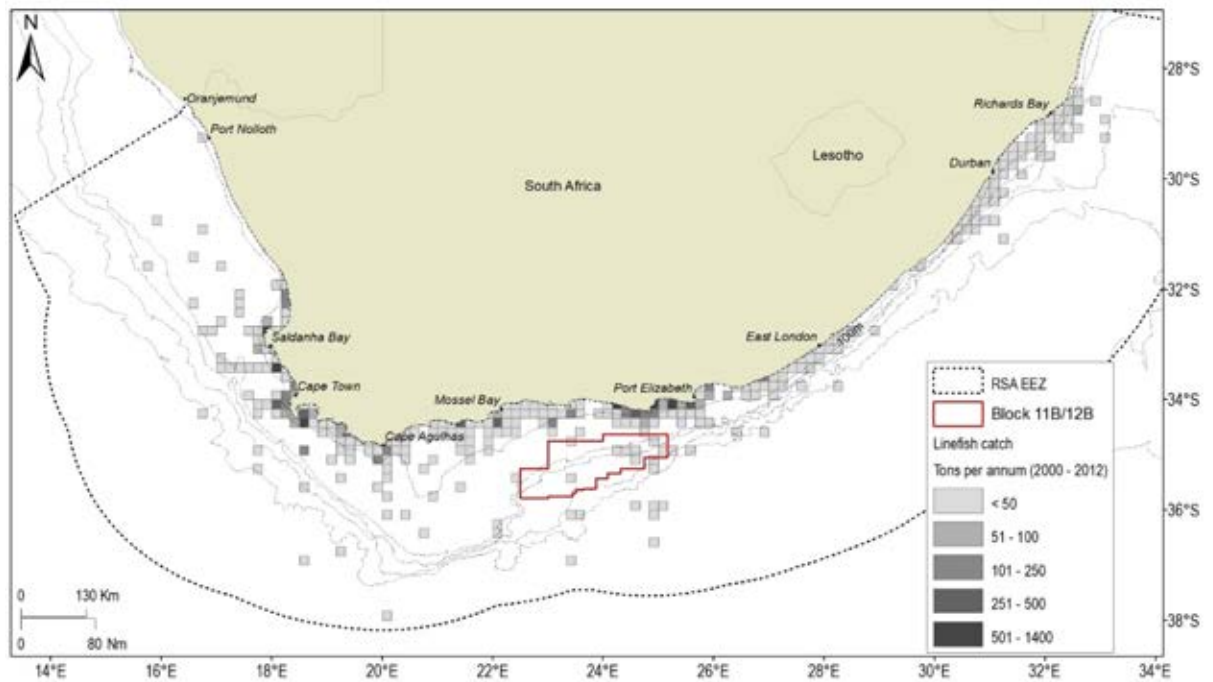 N
Oranjemund
Port Nolloth
Saldanha Bay
Cape Town
Mossel Bay
Cape Agulhas
Port Elizabeth
East London
100m
Durban
Richards Bay
Lesotho
South Africa
28°S
30°S
32°S
34°S
36°S
38°S
RSA EEZ
Block 11B/12B
Linefish catch
Tons per annum (2000 - 2012)
< 50
51 - 100
101 - 250
251 - 500
501 - 1400
0 130 Km
0 80 Nm
14°E 16°E 18°E 20°E 22°E 24°E 26°E 28°E 30°E 32°E 34°E